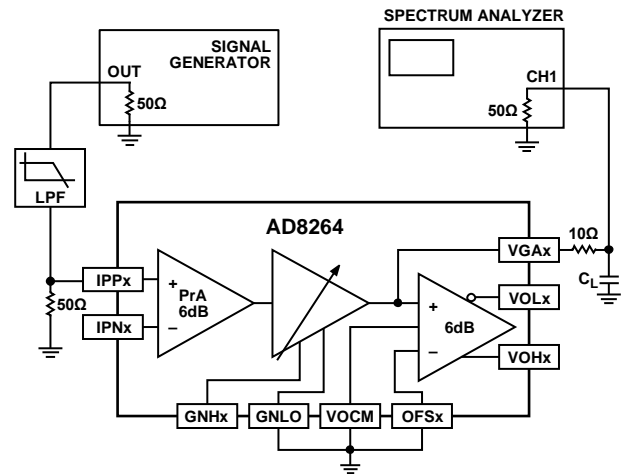 SPECTRUM ANALYZER
SIGNAL
GENERATOR
OUT
50Ω
CH1
50Ω
LPF
AD8264
10Ω
VGAx
CL
IPPx
+
PrA
6dB
−
50Ω
IPNx
+
6dB
−
VOLx
VOHx
GNHx
GNLO
VOCM
OFSx